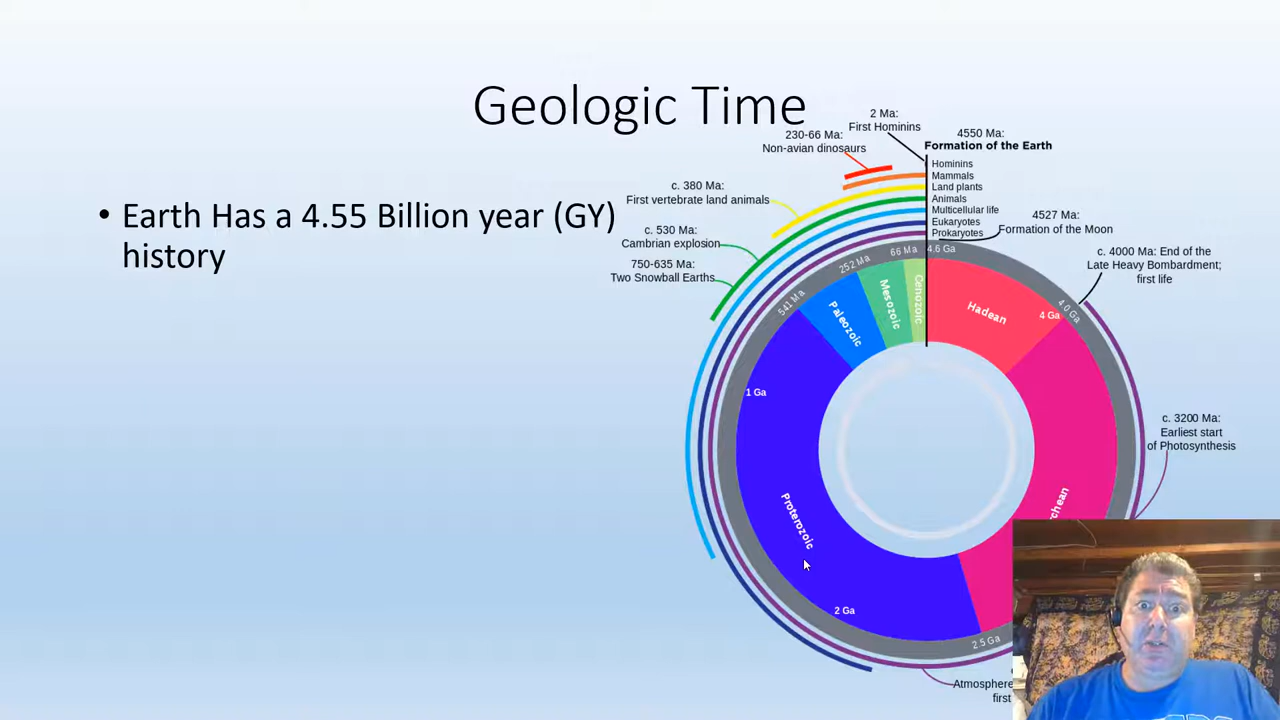 Geologic Time
• Earth Has a 4.55 Billion year (GY)
history
2 Ma:
First Hominins
230-66 Ma:
Non-avian dinosaurs
4550 Ma:
Formation of the Earth
Hominins
Mammals
Land plants
Animals
Multicellular life
Eukaryotes
Prokaryotes
c. 380 Ma:
First vertebrate land animals
c. 530 Ma:
Cambrian explosion
750-635 Ma:
Two Snowball Earths
4527 Ma:
Formation of the Moon
c. 4000 Ma: End of the
Late Heavy Bombardment;
first life
4.6 Ga
66 Ma
252 Ma
541 Ma
4.0 Ga
Hadean
4 Ga
Cenozoic
Mesozoic
Paleozoic
1 Ga
c. 3200 Ma:
Earliest start
of Photosynthesis
Proterozoic
chean
2 Ga
2.5 Ga
Atmosphere
first